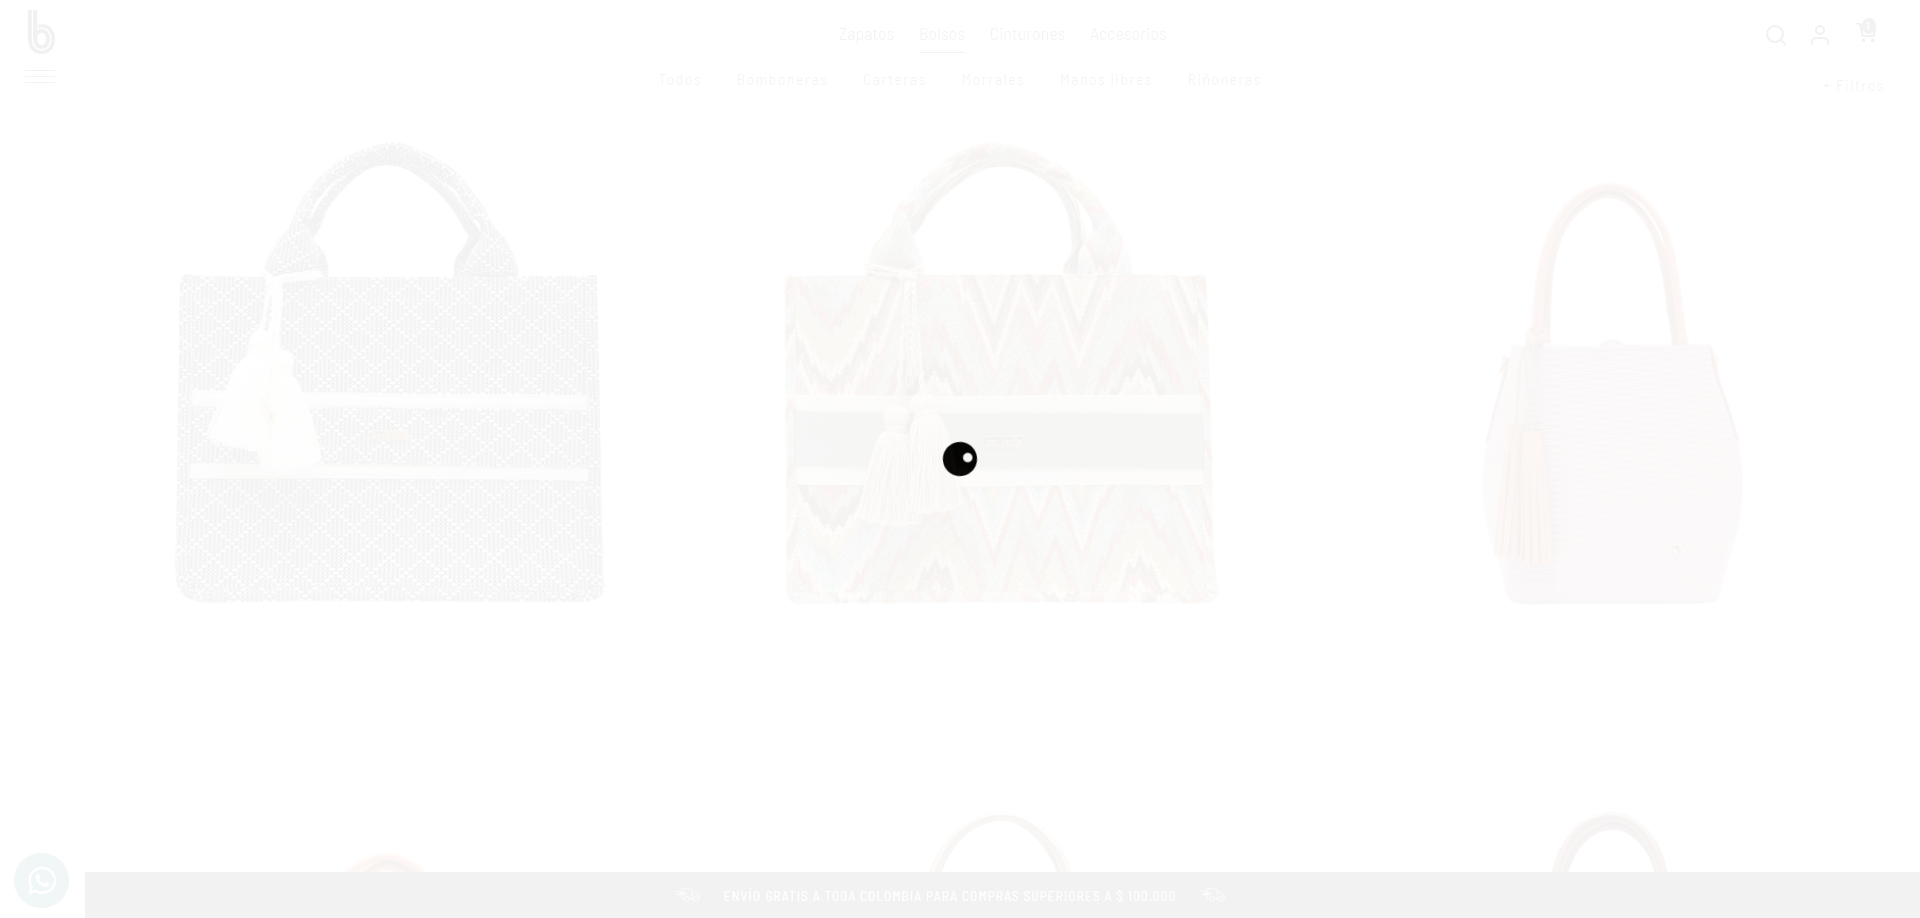 b
Zapatos Bolsos Cinturones Accesorios
1
Todos Bomboneras Carteras Morrales Manos libres Riñoneras
+ Filtros
ENVÍO GRATIS A TODA COLOMBIA PARA COMPRAS SUPERIORES A $ 100.000